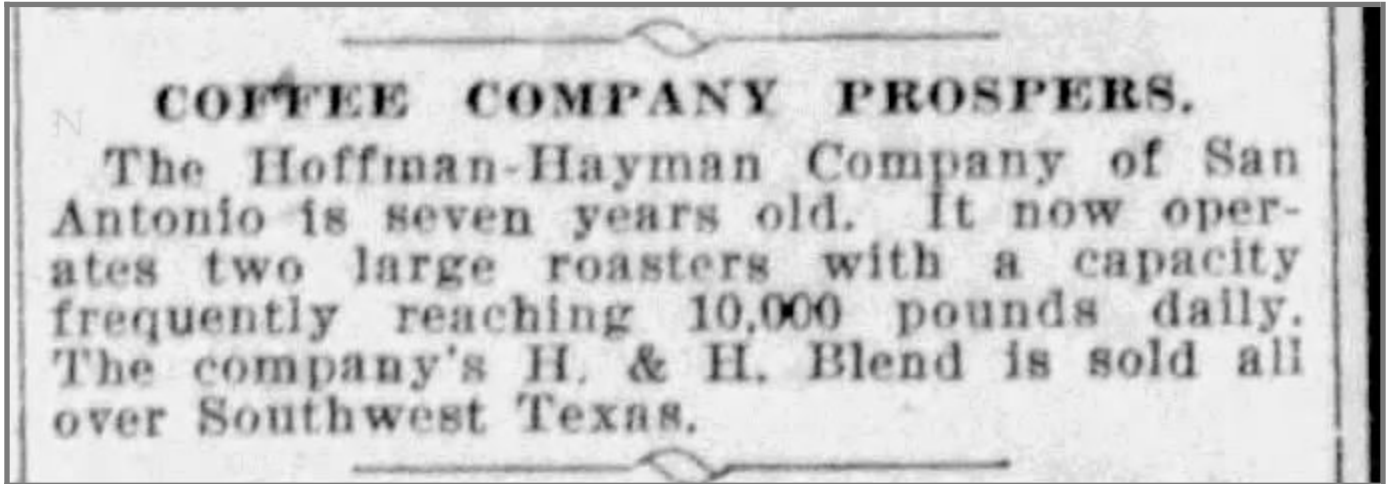 COFFEE COMPANY PROSPERS.
The Hoffman-Hayman Company of San
Antonio is seven years old. It now oper-
ates two large roasters with a capacity
frequently reaching 10,000 pounds daily.
The company's H. & H. Blend is sold all
over Southwest Texas.